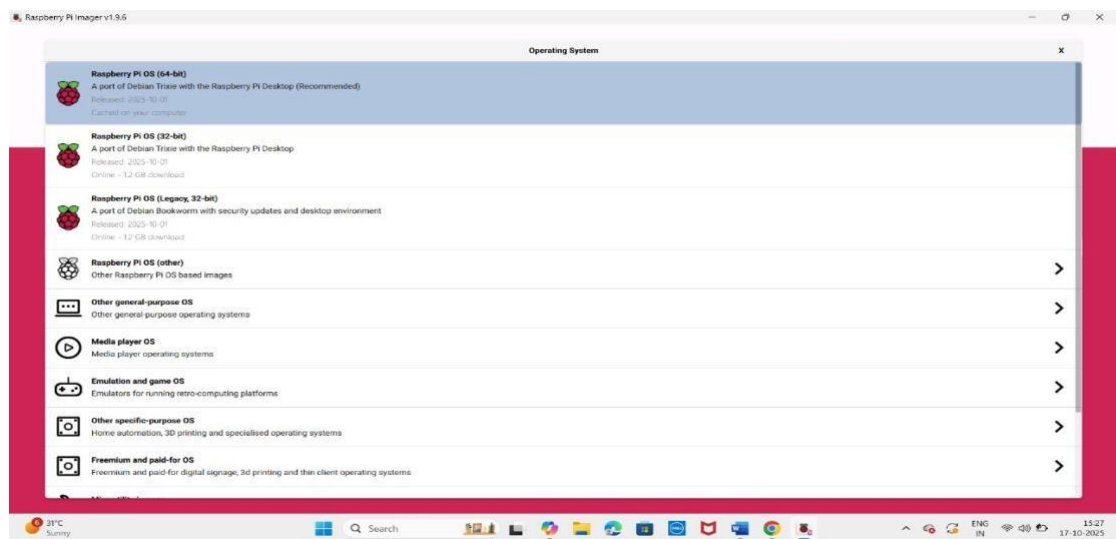 Raspberry Pi Imager v1.9.6
Operating System
x
Raspberry Pi OS (64-bit)
A port of Debian Trixie with the Raspberry Pi Desktop (Recommended)
Released: 2025-10-01
Cached on your computer
Raspberry Pi OS (32-bit)
A port of Debian Trixie with the Raspberry Pi Desktop
Released: 2025-10-01
Online - 1.2 GB download
Raspberry Pi OS (Legacy, 32-bit)
A port of Debian Bookworm with security updates and desktop environment
Released: 2025-10-01
Online - 1.2 GB download
Raspberry Pi OS (other)
Other Raspberry Pi OS based images
Other general-purpose OS
Other general-purpose operating systems
Media player OS
Media player operating systems
Emulation and game OS
Emulators for running retro-computing platforms
Other specific-purpose OS
Home automation, 3D printing and specialised operating systems
Freemium and paid-for OS
Freemium and paid-for digital signage, 3d printing and thin client operating systems
6
31°C
Sunny
Search
ENG
IN
15:27
17-10-2025